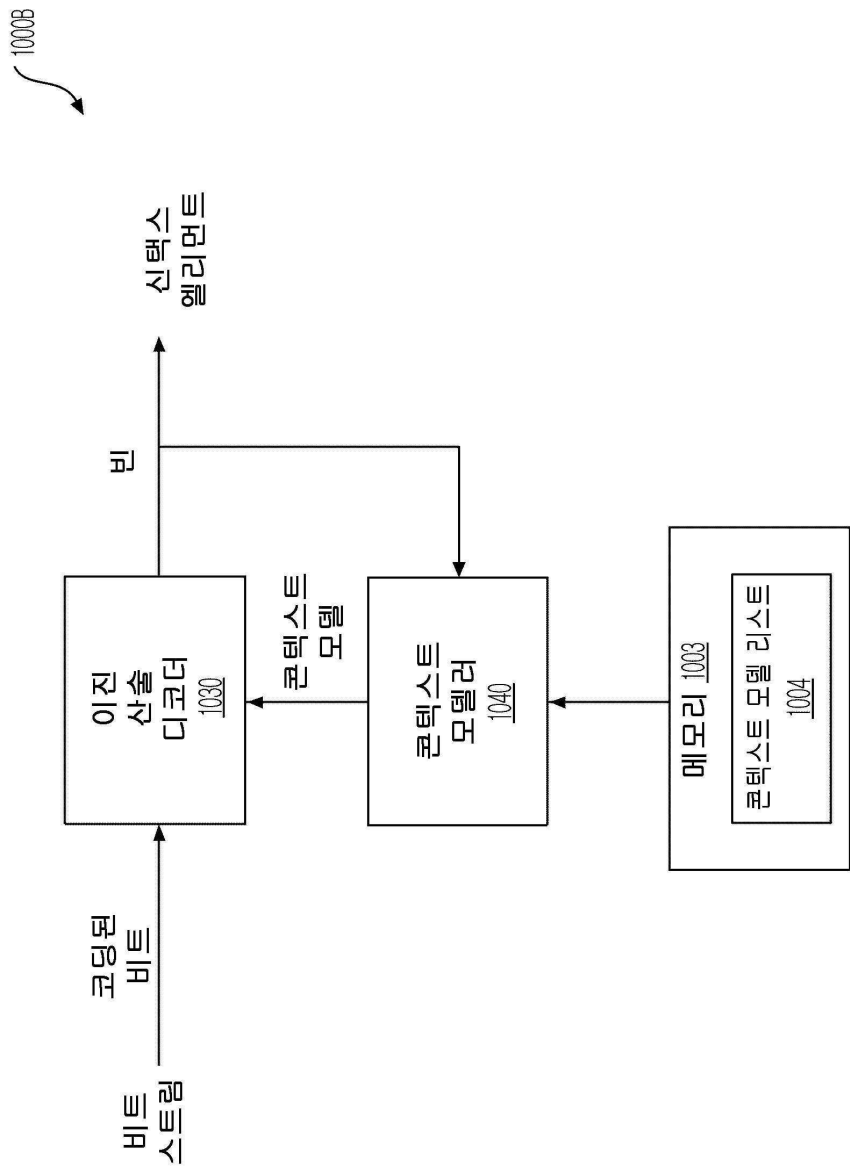 1000B
비트
스트림
코딩된
비트
이진
산술
디코더
1030
빈
신택스
엘리먼트
콘텍스트
모델
콘텍스트
모델러
1040
메모리 1003
콘텍스트 모델 리스트
1004